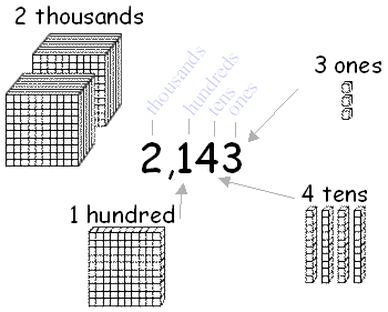 2 thousands
thousands
hundreds
tens
ones
3 ones
2,143
1 hundred
4 tens